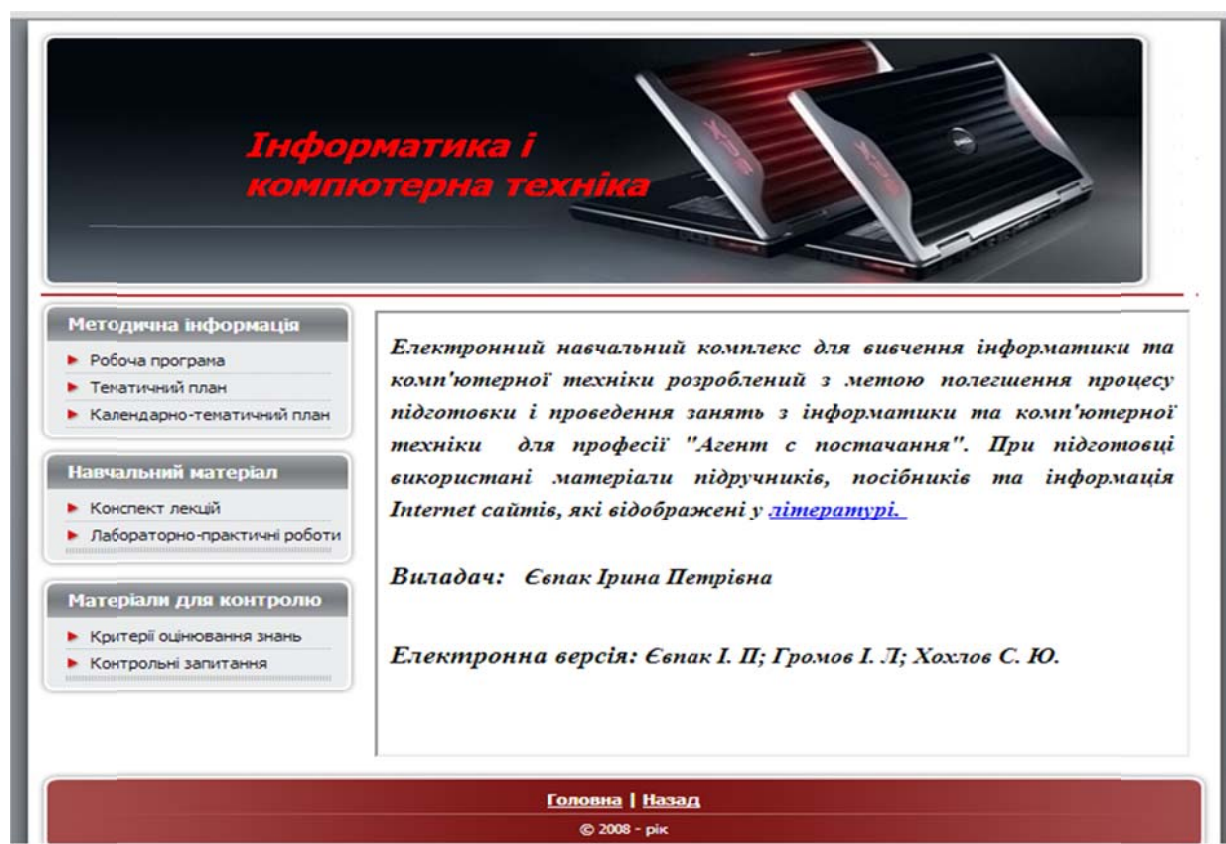 Інформатика і
компютерна техніка
XPS
XPS
DELL
Методична інформація
Робоча програма
Тематичний план
Календарно-тематичний план
Навчальний матеріал
Конспект лекцій
Лабораторно-практичні роботи
Матеріали для контролю
Критерії оцінювання знань
Контрольні запитання
Електронний навчальний комплекс для вивчення інформатики та
комп'ютерної техніки розроблений з метою полегшення процесу
підготовки і проведення занять з інформатики та комп'ютерної
техніки для професії "Агент с постачання". При підготовці
використані матеріали підручників, посібників та інформація
Internet сайтів, які відображені у літературі.
Виладач: Євпак Ірина Петрівна
Електронна версія: Євпак І. П; Громов І. Л; Хохлов С. Ю.
Головна | Назад
© 2008 - рік